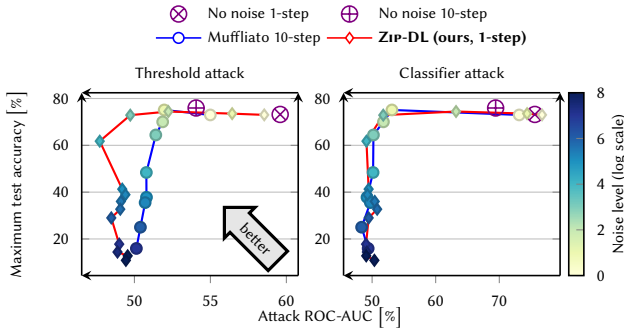 No noise 1-step No noise 10-step
Muffliato 10-step ZIP-DL (ours, 1-step)
Threshold attack Classifier attack
Maximum test accuracy [%]
80
60
40
20
50 55 60
better
80
60
40
20
50 60 70
Attack ROC-AUC [%]
8
6
4
2
0
Noise level (log scale)